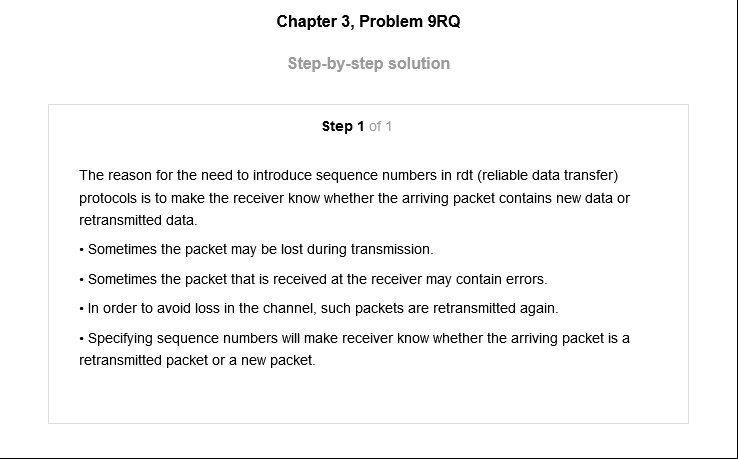 Chapter 3, Problem 9RQ
Step-by-step solution
Step 1 of 1
The reason for the need to introduce sequence numbers in rdt (reliable data transfer)
protocols is to make the receiver know whether the arriving packet contains new data or
retransmitted data.
• Sometimes the packet may be lost during transmission.
• Sometimes the packet that is received at the receiver may contain errors.
• In order to avoid loss in the channel, such packets are retransmitted again.
• Specifying sequence numbers will make receiver know whether the arriving packet is a
retransmitted packet or a new packet.